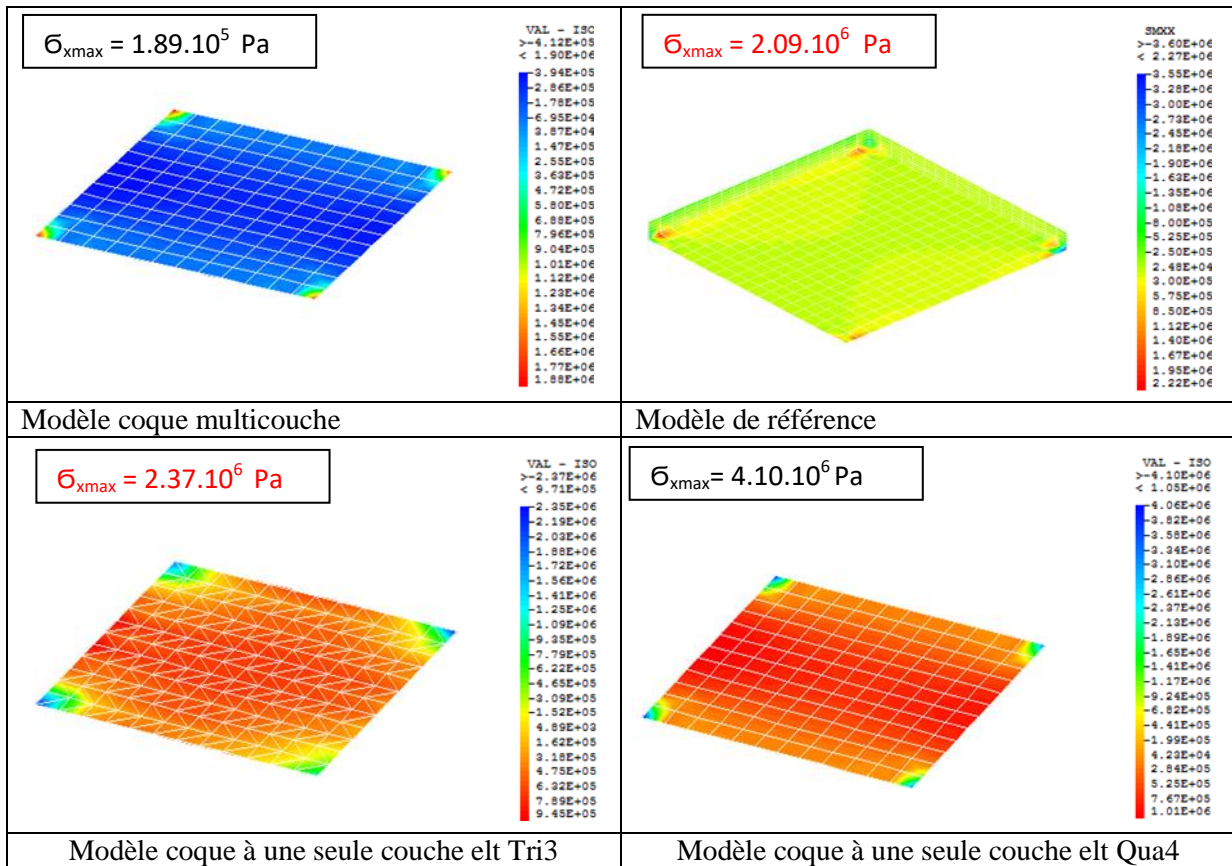 Ϭxmax = 1.89.10⁵ Pa
VAL - ISO
>-4.12E+05
< 1.90E+06
-3.94E+05
-2.86E+05
-1.78E+05
-6.95E+04
3.87E+04
1.47E+05
2.55E+05
3.63E+05
4.72E+05
5.80E+05
6.88E+05
7.96E+05
9.04E+05
1.01E+06
1.12E+06
1.23E+06
1.34E+06
1.45E+06
1.55E+06
1.66E+06
1.77E+06
1.88E+06
Modèle coque multicouche
Ϭxmax = 2.09.10⁶ Pa
SMXX
>-3.60E+06
< 2.27E+06
-3.55E+06
-3.28E+06
-3.00E+06
-2.73E+06
-2.45E+06
-2.18E+06
-1.90E+06
-1.63E+06
-1.35E+06
-1.08E+06
-8.00E+05
-5.25E+05
-2.50E+05
2.48E+04
3.00E+05
5.75E+05
8.50E+05
1.12E+06
1.40E+06
1.67E+06
1.95E+06
2.22E+06
Modèle de référence
Ϭxmax = 2.37.10⁶ Pa
VAL - ISO
>-2.37E+06
< 9.71E+05
-2.35E+06
-2.19E+06
-2.03E+06
-1.88E+06
-1.72E+06
-1.56E+06
-1.41E+06
-1.25E+06
-1.09E+06
-9.35E+05
-7.79E+05
-6.22E+05
-4.65E+05
-3.09E+05
-1.52E+05
4.89E+03
1.62E+05
3.18E+05
4.75E+05
6.32E+05
7.89E+05
9.45E+05
Modèle coque à une seule couche elt Tri3
Ϭxmax= 4.10.10⁶ Pa
VAL - ISO
>-4.10E+06
< 1.05E+06
-4.06E+06
-3.82E+06
-3.58E+06
-3.34E+06
-3.10E+06
-2.86E+06
-2.61E+06
-2.37E+06
-2.13E+06
-1.89E+06
-1.65E+06
-1.41E+06
-1.17E+06
-9.24E+05
-6.82E+05
-4.41E+05
-1.99E+05
4.23E+04
2.84E+05
5.25E+05
7.67E+05
1.01E+06
Modèle coque à une seule couche elt Qua4